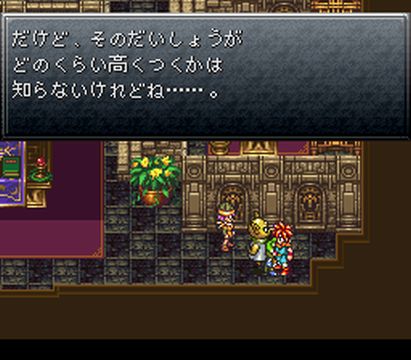 だけど、そのだいしょうが
どのくらい高くつくかは
知らないけれどね……。